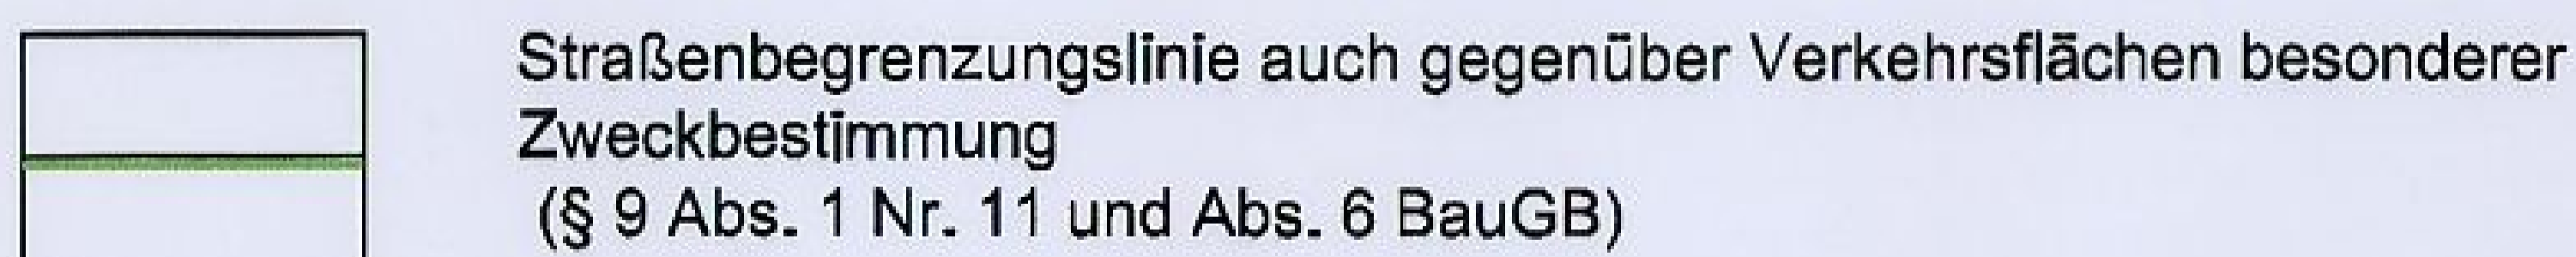 Straßenbegrenzungslinie auch gegenüber Verkehrsflächen besonderer
Zweckbestimmung
(§ 9 Abs. 1 Nr. 11 und Abs. 6 BauGB)